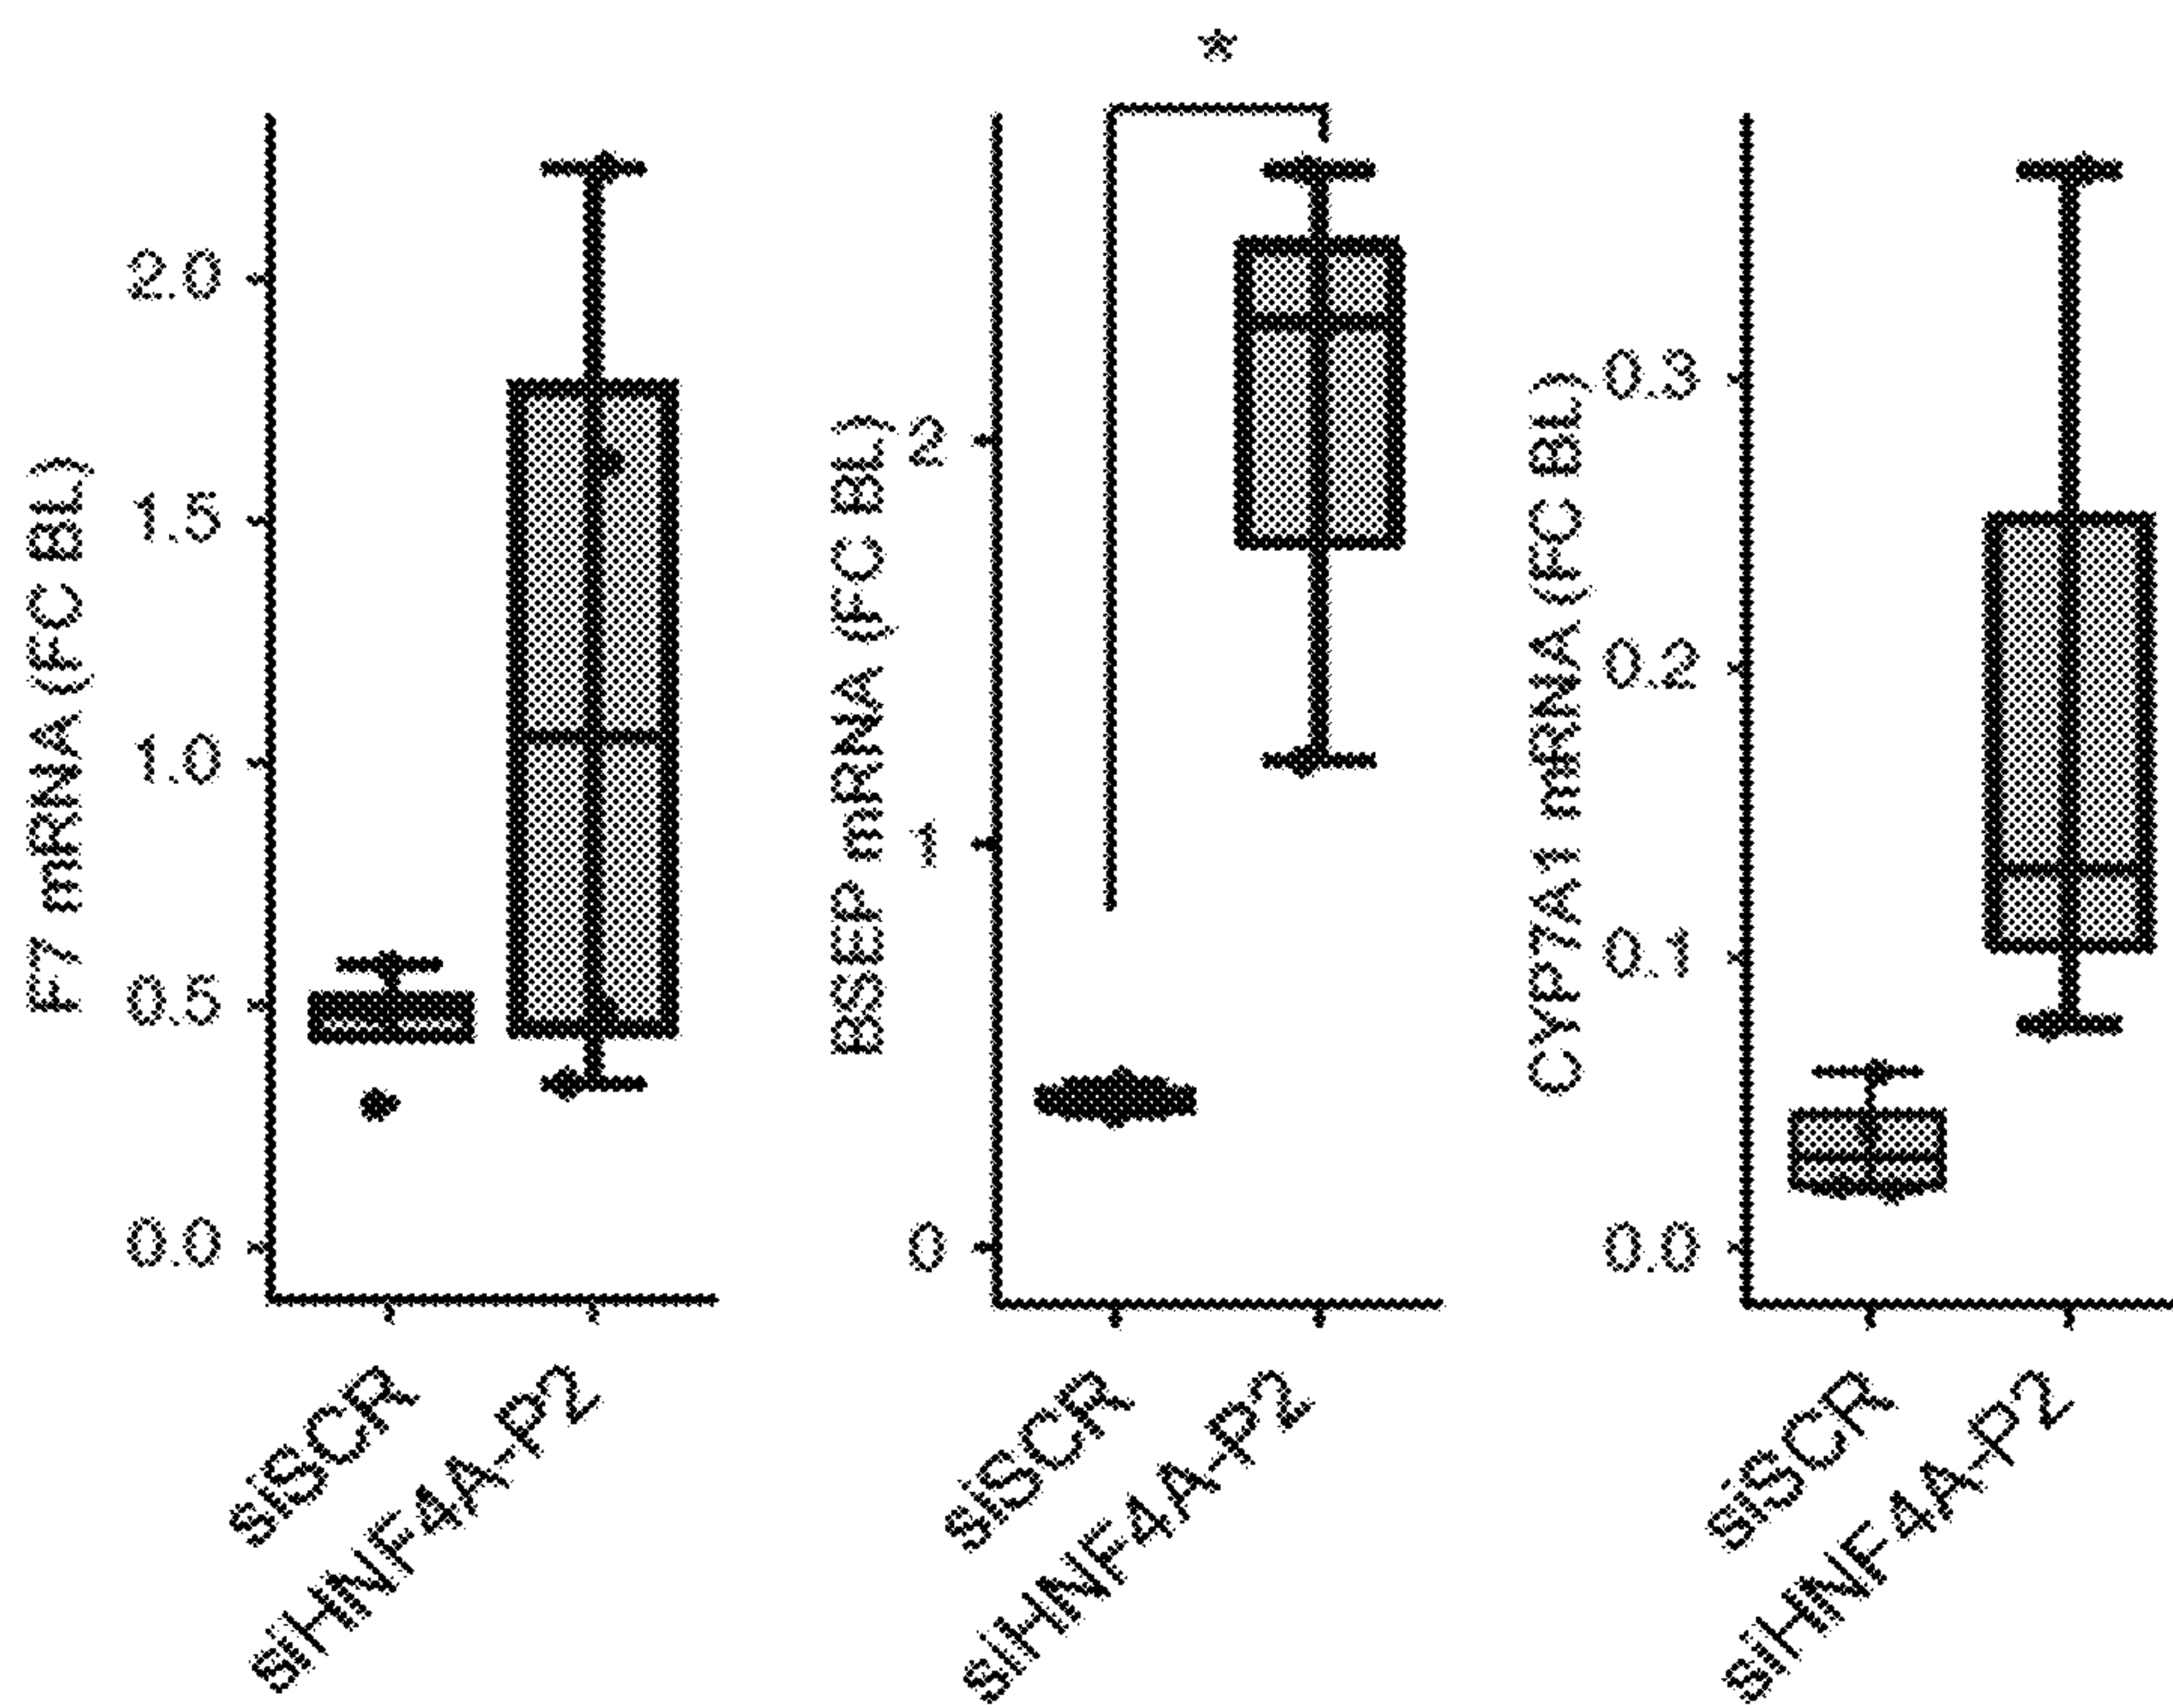 *
F7 mRNA (FC BL)
2.0
1.5
1.0
0.5
0.0
siSCR
siHNF4A-P2
BSEP mRNA (FC BL)
2
1
0
siSCR
siHNF4A-P2
CYP7A1 mRNA (FC BL)
0.3
0.2
0.1
0.0
siSCR
siHNF4A-P2